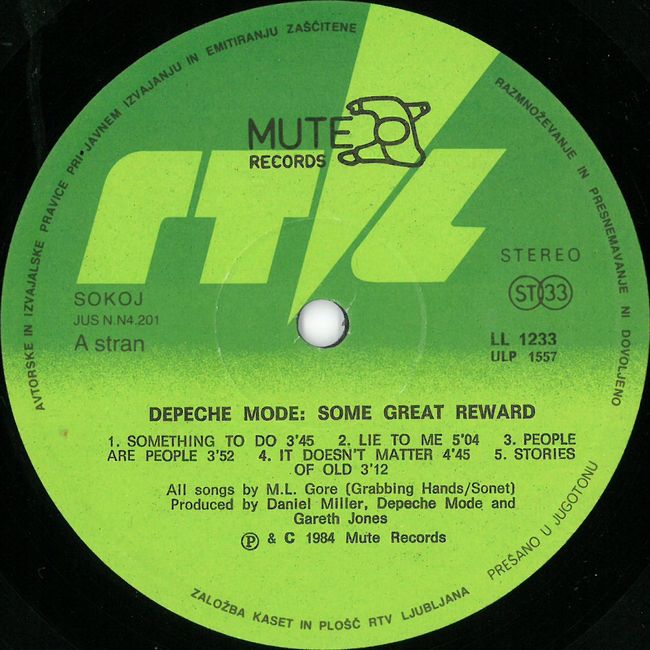 AVTORSKE IN IZVAJALSKE PRAVICE PRI JAVNEM IZVAJANJU IN EMITIRANJU ZAŠČITENE
RAZMNOŽEVANJE IN PRESNEMAVANJE NI DOVOLJENO
MUTE
RECORDS
rtl
STEREO
SOKOJ
ST 33
JUS N.N4.201
A stran
LL 1233
ULP 1557
DEPECHE MODE: SOME GREAT REWARD
1. SOMETHING TO DO 3'45 2. LIE TO ME 5'04 3. PEOPLE
ARE PEOPLE 3'52 4. IT DOESN'T MATTER 4'45 5. STORIES
OF OLD 3'12
All songs by M.L. Gore (Grabbing Hands/Sonet)
Produced by Daniel Miller, Depeche Mode and
Gareth Jones
Ⓟ & C 1984 Mute Records
PREŠANO U JUGOTONU
ZALOŽBA KASET IN PLOŠČ RTV LJUBLJANA